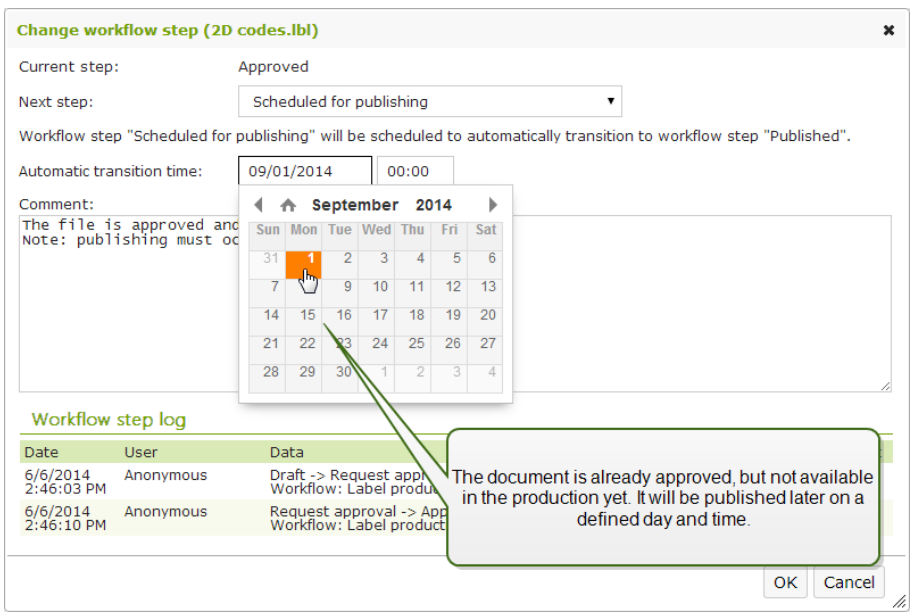 Change workflow step (2D codes.lbl)
Current step: Approved
Next step: Scheduled for publishing
Workflow step "Scheduled for publishing" will be scheduled to automatically transition to workflow step "Published".
Automatic transition time: 09/01/2014 00:00
Comment:
The file is approved and
Note: publishing must oc
September 2014
Sun Mon Tue Wed Thu Fri Sat
31 1 2 3 4 5 6
7 9 10 11 12 13
14 15 16 17 18 19 20
21 22 23 24 25 26 27
28 29 30 1 2 3 4
Workflow step log
Date User Data
6/6/2014 Anonymous Draft -> Request appr
2:46:03 PM Workflow: Label produc
6/6/2014 Anonymous Request approval -> App
2:46:10 PM Workflow: Label product
The document is already approved, but not available
in the production yet. It will be published later on a
defined day and time.
OK Cancel